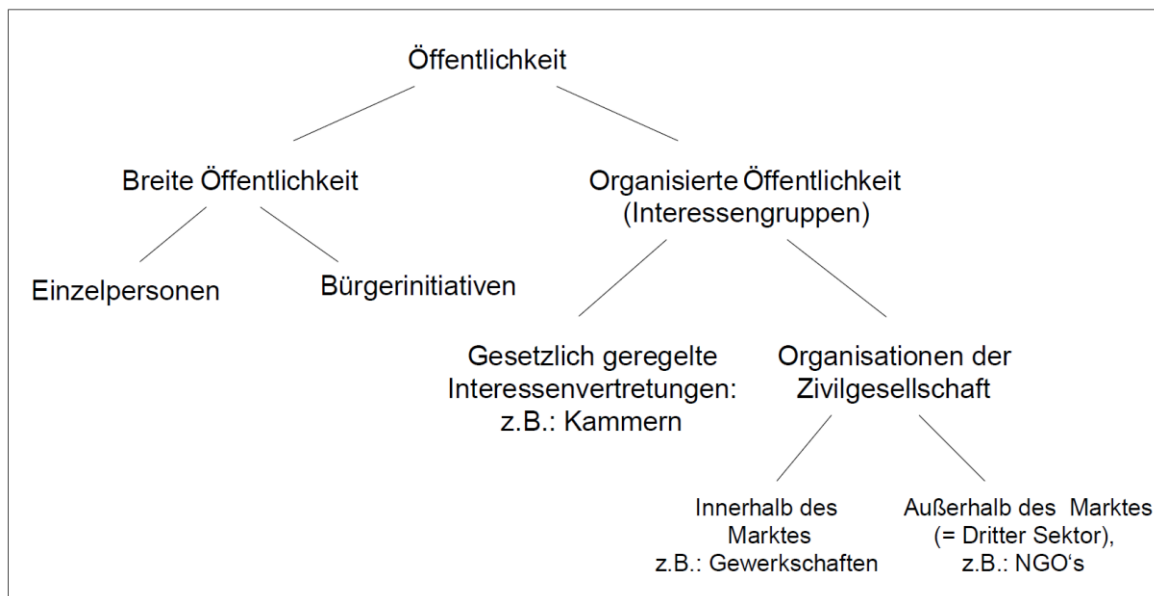 Öffentlichkeit
Breite Öffentlichkeit
Organisierte Öffentlichkeit
(Interessengruppen)
Einzelpersonen
Bürgerinitiativen
Gesetzlich geregelte
Interessenvertretungen:
z.B.: Kammern
Organisationen der
Zivilgesellschaft
Innerhalb des
Marktes
z.B.: Gewerkschaften
Außerhalb des Marktes
(= Dritter Sektor),
z.B.: NGO‘s